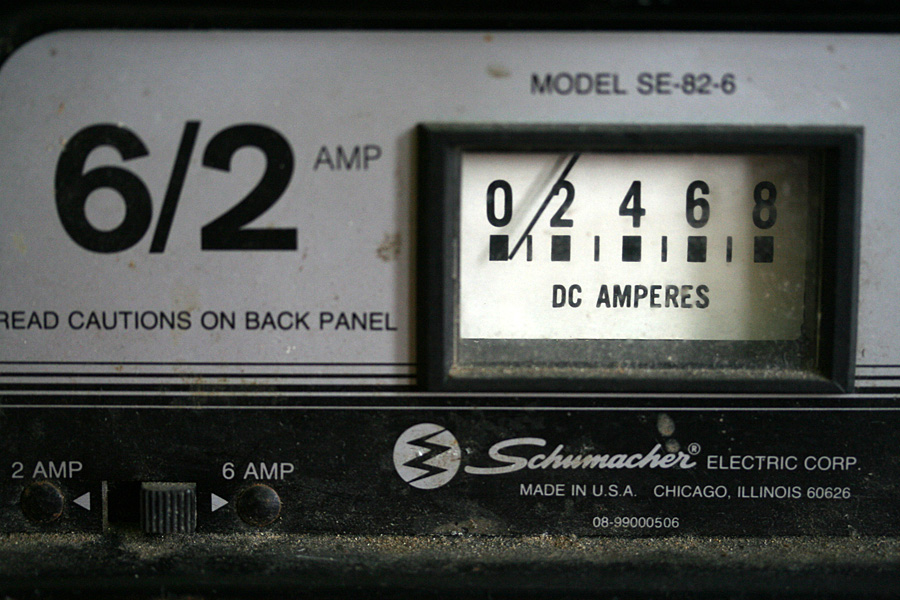 MODEL SE-82-6
6/2 AMP
0 2 4 6 8
DC AMPERES
READ CAUTIONS ON BACK PANEL
2 AMP 6 AMP
Schumacher® ELECTRIC CORP.
MADE IN U.S.A. CHICAGO, ILLINOIS 60626
08-99000506